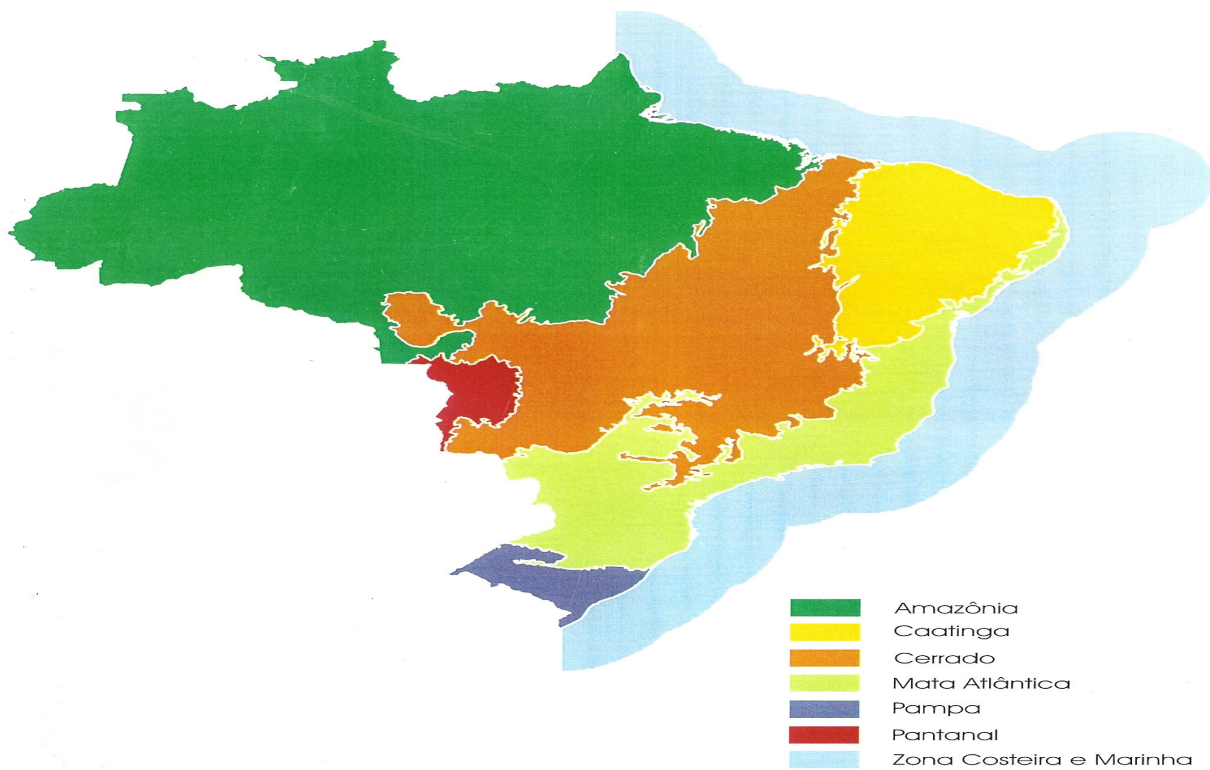 Amazônia
Caatinga
Cerrado
Mata Atlântica
Pampa
Pantanal
Zona Costeira e Marinha